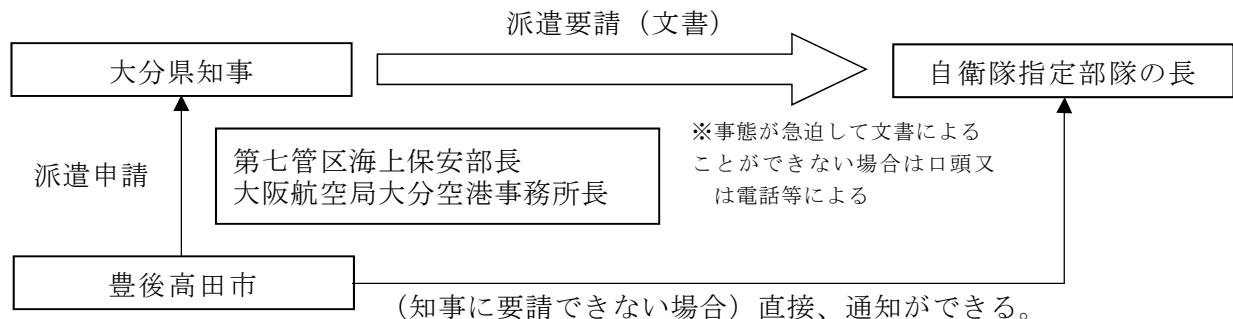 派遣要請（文書）
大分県知事
自衛隊指定部隊の長
※事態が急迫して文書による
ことができない場合は口頭又
は電話等による
派遣申請
第七管区海上保安部長
大阪航空局大分空港事務所長
豊後高田市
（知事に要請できない場合）直接、通知ができる。